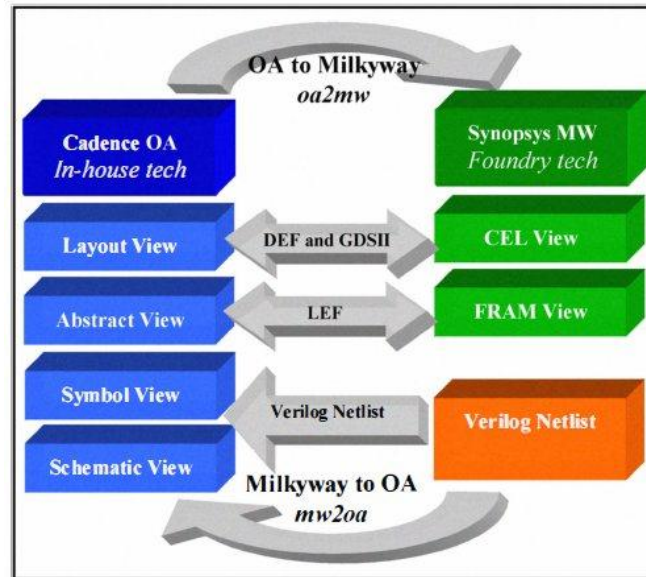 OA to Milkyway
oa2mw
Cadence OA
In-house tech
Synopsys MW
Foundry tech
Layout View
DEF and GDSII
CEL View
Abstract View
LEF
FRAM View
Symbol View
Verilog Netlist
Verilog Netlist
Schematic View
Milkyway to OA
mw2oa